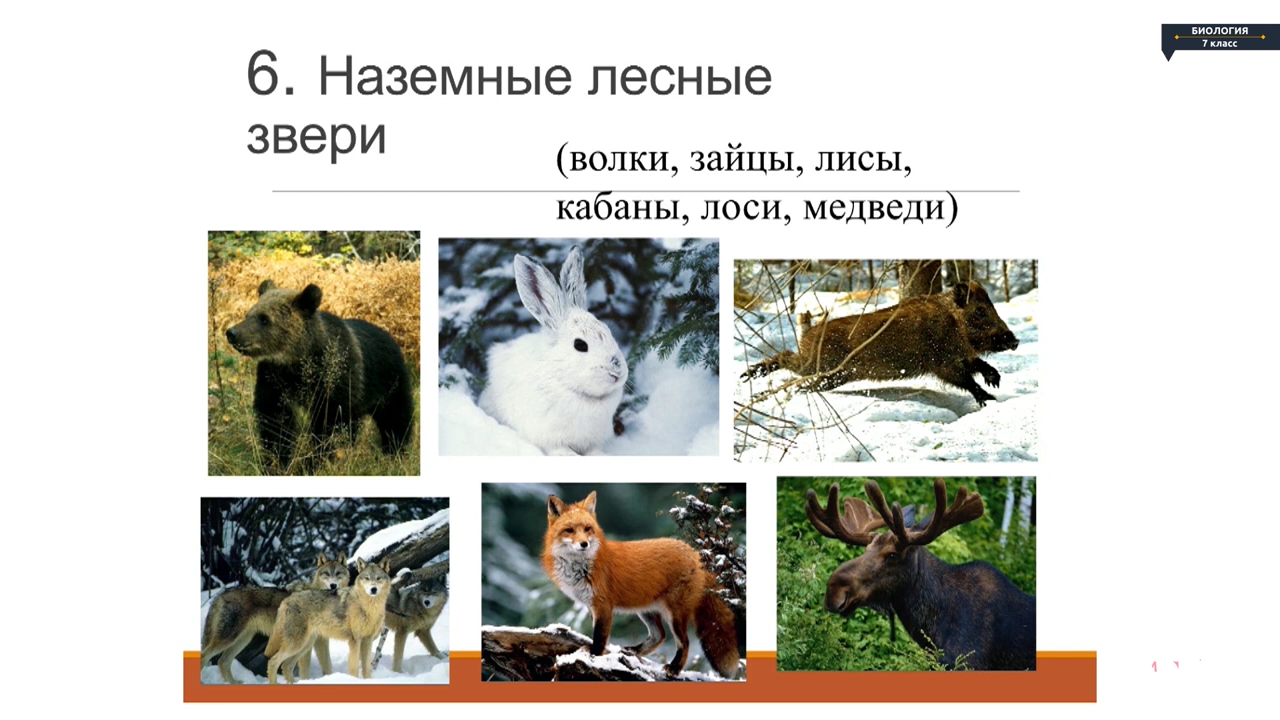 БИОЛОГИЯ
7 класс
6. Наземные лесные
звери
(волки, зайцы, лисы,
кабаны, лоси, медведи)